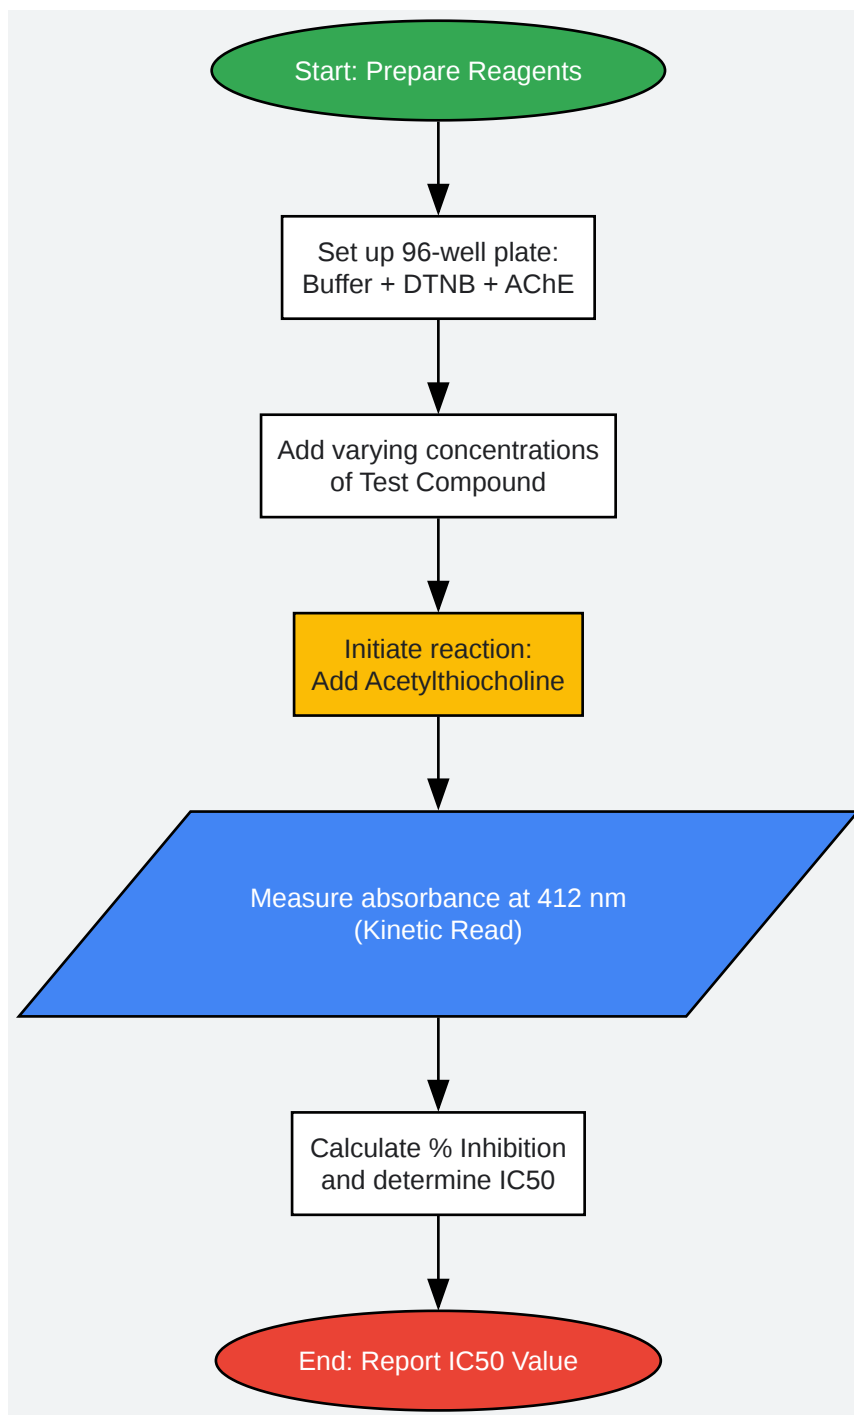 Start: Prepare Reagents
Set up 96-well plate:
Buffer + DTNB + AChE
Add varying concentrations
of Test Compound
Initiate reaction:
Add Acetylthiocholine
Measure absorbance at 412 nm
(Kinetic Read)
Calculate % Inhibition
and determine IC50
End: Report IC50 Value